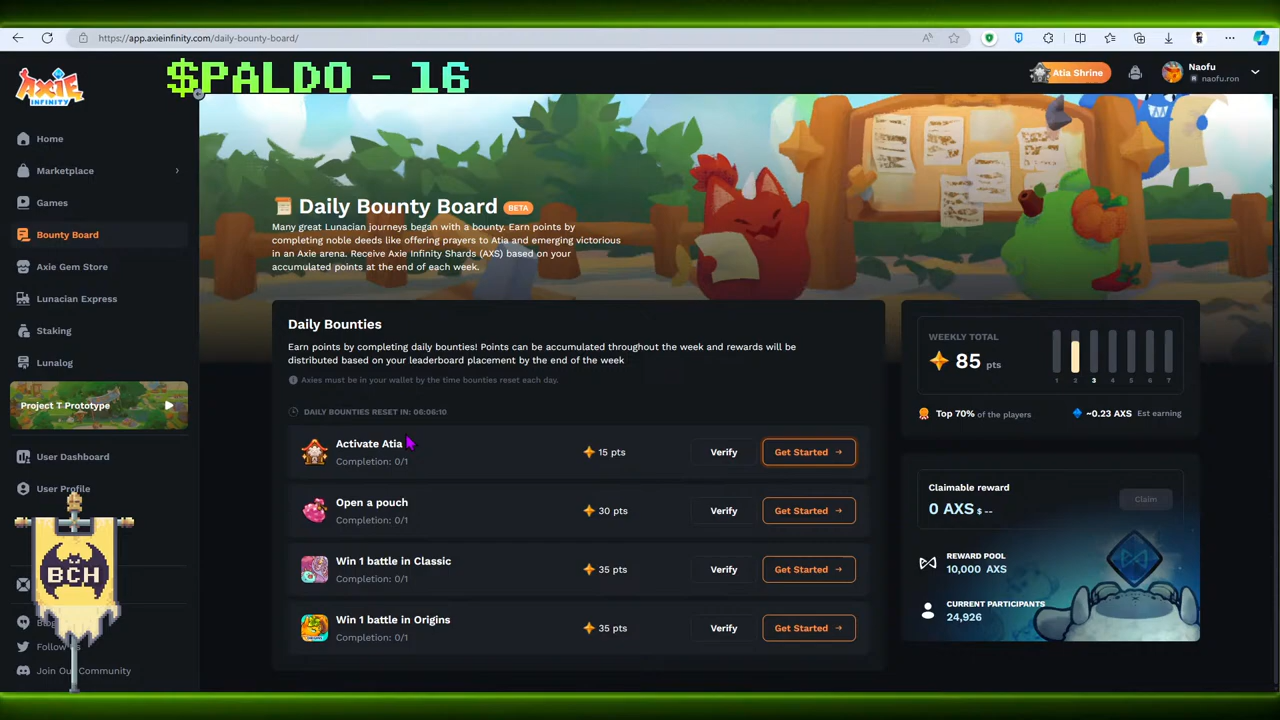 https://app.axieinfinity.com/daily-bounty-board/
AXIE
INFINITY
$PALDO - 16
Atia Shrine
Naofu
naofu.ron
Home
Marketplace
Games
Bounty Board
Axie Gem Store
Lunacian Express
Staking
Lunalog
Project T Prototype
User Dashboard
User Profile
BCH
Follow
Join Our Community
Daily Bounty Board BETA
Many great Lunacian journeys began with a bounty. Earn points by
completing noble deeds like offering prayers to Atia and emerging victorious
in an Axie arena. Receive Axie Infinity Shards (AXS) based on your
accumulated points at the end of each week.
Daily Bounties
Earn points by completing daily bounties! Points can be accumulated throughout the week and rewards will be
distributed based on your leaderboard placement by the end of the week
Axies must be in your wallet by the time bounties reset each day.
DAILY BOUNTIES RESET IN: 06:06:10
Activate Atia
Completion: 0/1
15 pts
Verify
Get Started
Open a pouch
Completion: 0/1
30 pts
Verify
Get Started
Win 1 battle in Classic
Completion: 0/1
35 pts
Verify
Get Started
Win 1 battle in Origins
Completion: 0/1
35 pts
Verify
Get Started
WEEKLY TOTAL
85 pts
1 2 3 4 5 6 7
Top 70% of the players
~0.23 AXS Est earning
Claimable reward
0 AXS $ --
Claim
REWARD POOL
10,000 AXS
CURRENT PARTICIPANTS
24,926